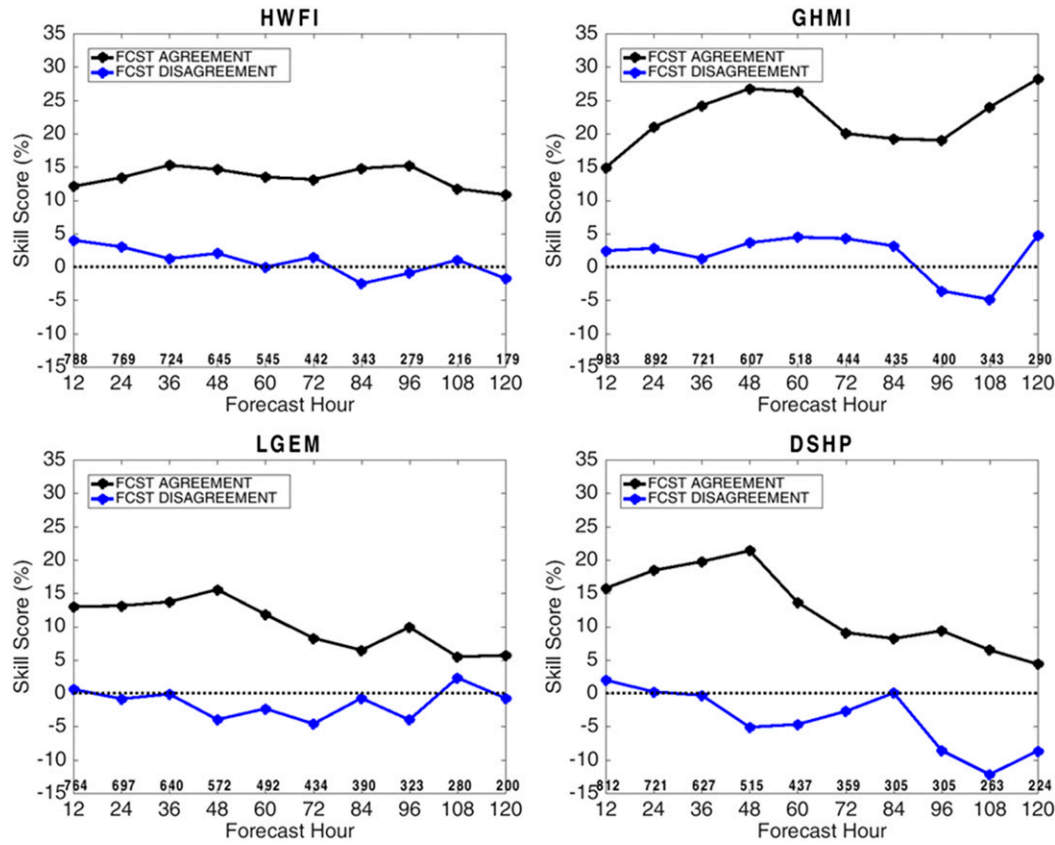 HWFI
35
30
25
20
15
10
5
0
-5
-10
-15
Skill Score (%)
FCST AGREEMENT
FCST DISAGREEMENT
788 769 724 645 545 442 343 279 216 179
12 24 36 48 60 72 84 96 108 120
Forecast Hour
GHMI
35
30
25
20
15
10
5
0
-5
-10
-15
Skill Score (%)
FCST AGREEMENT
FCST DISAGREEMENT
983 892 721 607 518 444 435 400 343 290
12 24 36 48 60 72 84 96 108 120
Forecast Hour
LGEM
35
30
25
20
15
10
5
0
-5
-10
-15
Skill Score (%)
FCST AGREEMENT
FCST DISAGREEMENT
764 697 640 572 492 434 390 323 280 200
12 24 36 48 60 72 84 96 108 120
Forecast Hour
DSHP
35
30
25
20
15
10
5
0
-5
-10
-15
Skill Score (%)
FCST AGREEMENT
FCST DISAGREEMENT
812 721 627 515 437 359 305 305 263 224
12 24 36 48 60 72 84 96 108 120
Forecast Hour